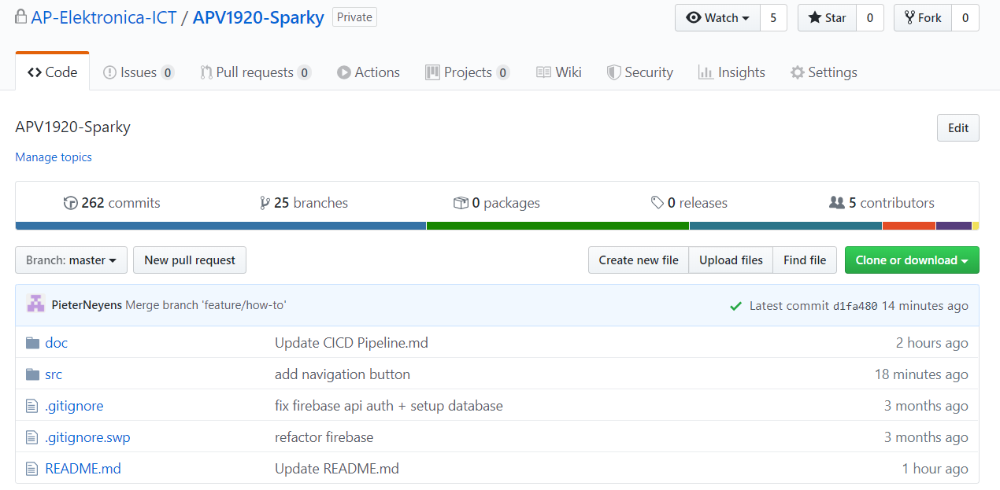 AP-Elektronica-ICT / APV1920-Sparky Private Watch 5 Star 0 Fork 0
Code Issues 0 Pull requests 0 Actions Projects 0 Wiki Security Insights Settings
APV1920-Sparky Edit
Manage topics
262 commits 25 branches 0 packages 0 releases 5 contributors
Branch: master New pull request Create new file Upload files Find file Clone or download
PieterNeyens Merge branch 'feature/how-to' Latest commit d1fa480 14 minutes ago
doc Update CICD Pipeline.md 2 hours ago
src add navigation button 18 minutes ago
.gitignore fix firebase api auth + setup database 3 months ago
.gitignore.swp refactor firebase 3 months ago
README.md Update README.md 1 hour ago